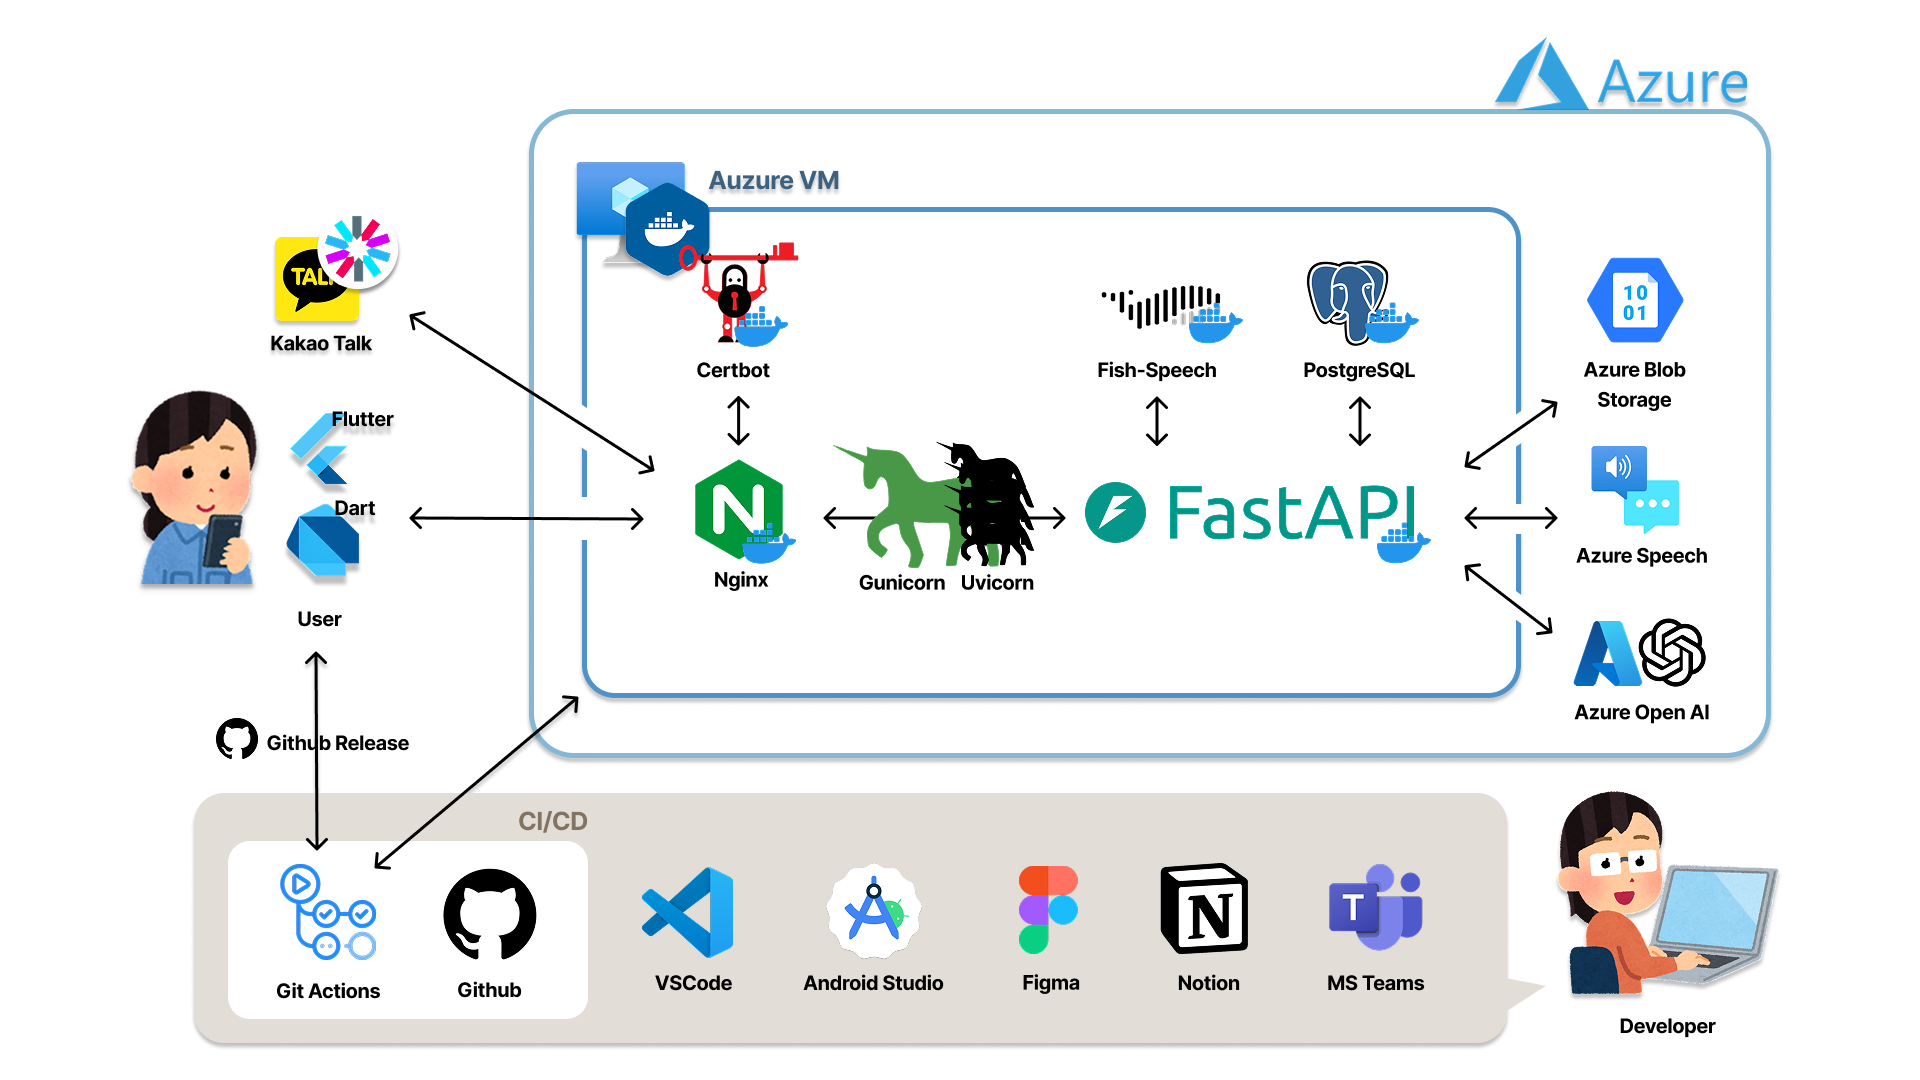 Azure
Auzure VM
TALK
Kakao Talk
Certbot
Fish-Speech
PostgreSQL
10
01
Azure Blob
Storage
Flutter
Dart
User
N
Nginx
Gunicorn
Uvicorn
FastAPI
Azure Speech
Azure Open AI
Github Release
CI/CD
Git Actions
Github
VSCode
Android Studio
Figma
N
Notion
T
MS Teams
Developer